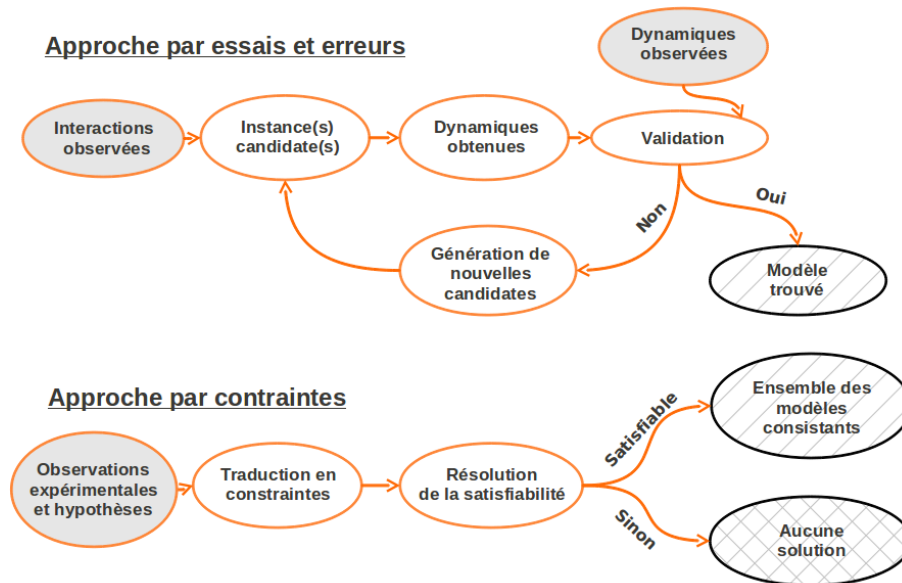 Approche par essais et erreurs
Dynamiques
observées
Interactions
observées
Instance(s)
candidate(s)
Dynamiques
obtenues
Validation
Non
Oui
Génération de
nouvelles
candidates
Modèle
trouvé
Approche par contraintes
Observations
expérimentales
et hypothèses
Traduction en
constraintes
Résolution
de la satisfiabilité
Satisfiable
Sinon
Ensemble des
modèles
consistants
Aucune
solution